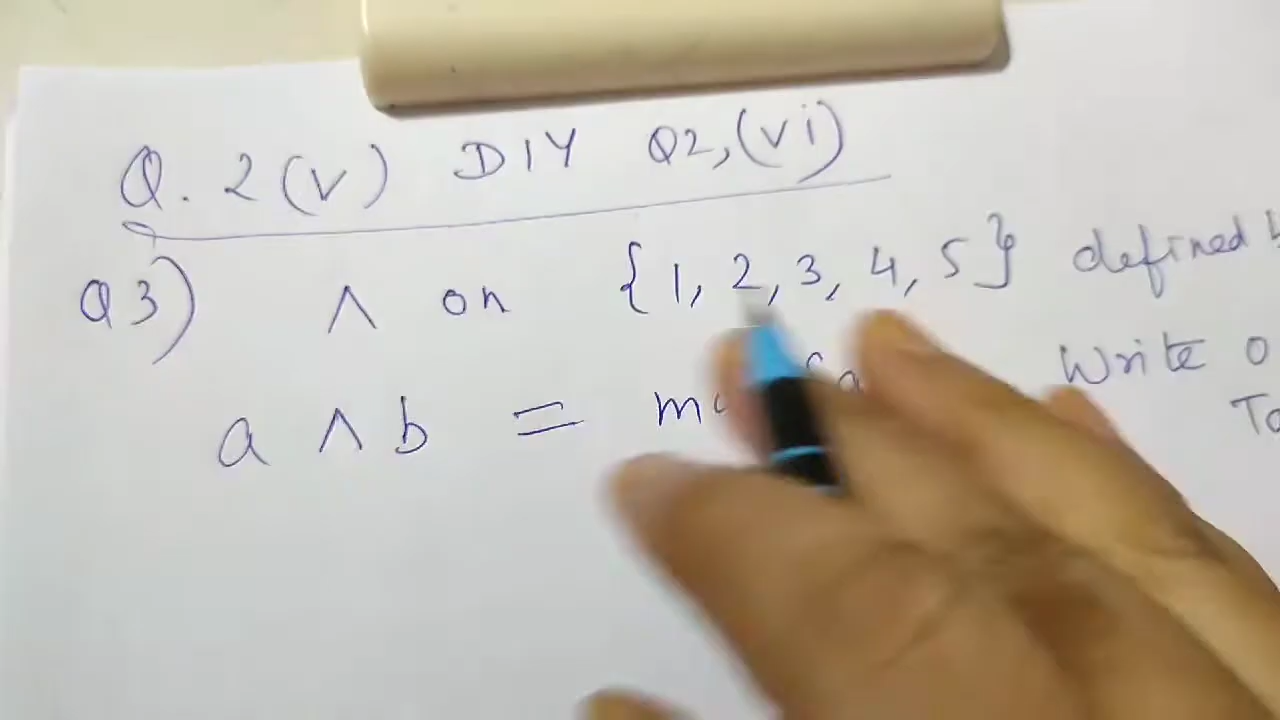 Q. 2(v) DIY Q2,(vi)
Q3) ∧ on {1, 2, 3, 4, 5} defined
a ∧ b = Write